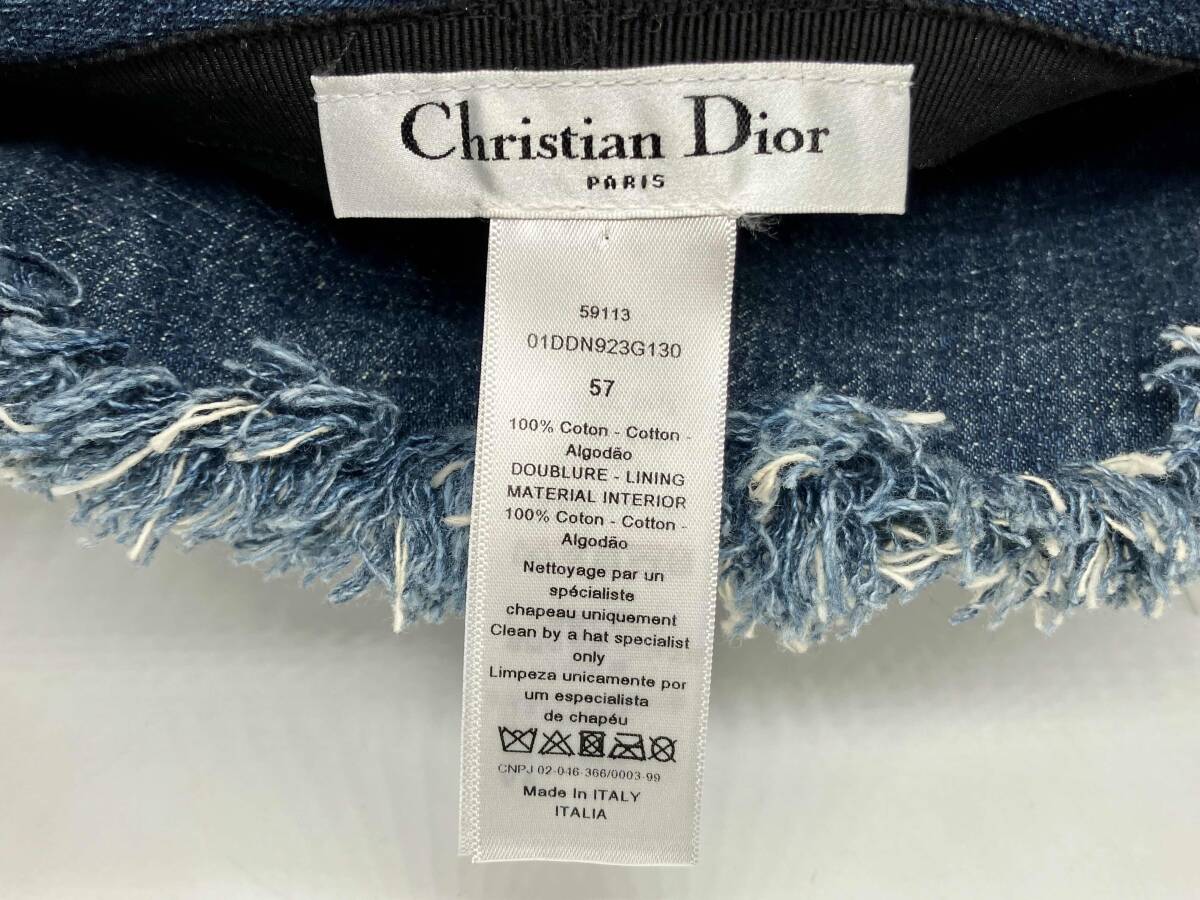 Christian Dior
PARIS
59113
01DDN923G130
57
100% Coton - Cotton -
Algodão
DOUBLURE - LINING
MATERIAL INTERIOR
100% Coton - Cotton -
Algodão
Nettoyage par un
spécialiste
chapeau uniquement
Clean by a hat specialist
only
Limpeza unicamente por
um especialista
de chapéu
CNPJ 02-046-366/0003-99
Made In ITALY
ITALIA